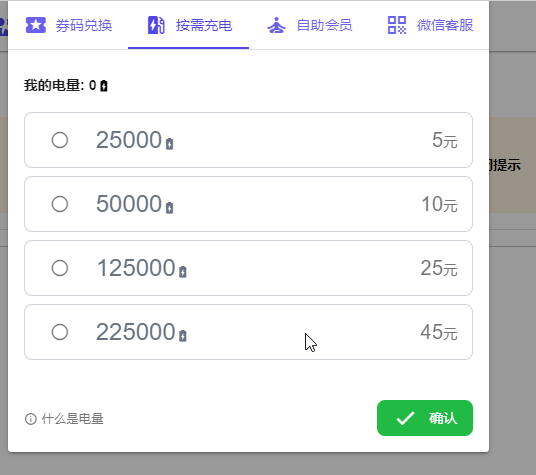 券码兑换 按需充电 自助会员 微信客服
我的电量: 0
25000 5元
50000 10元
提示
125000 25元
225000 45元
什么是电量 确认